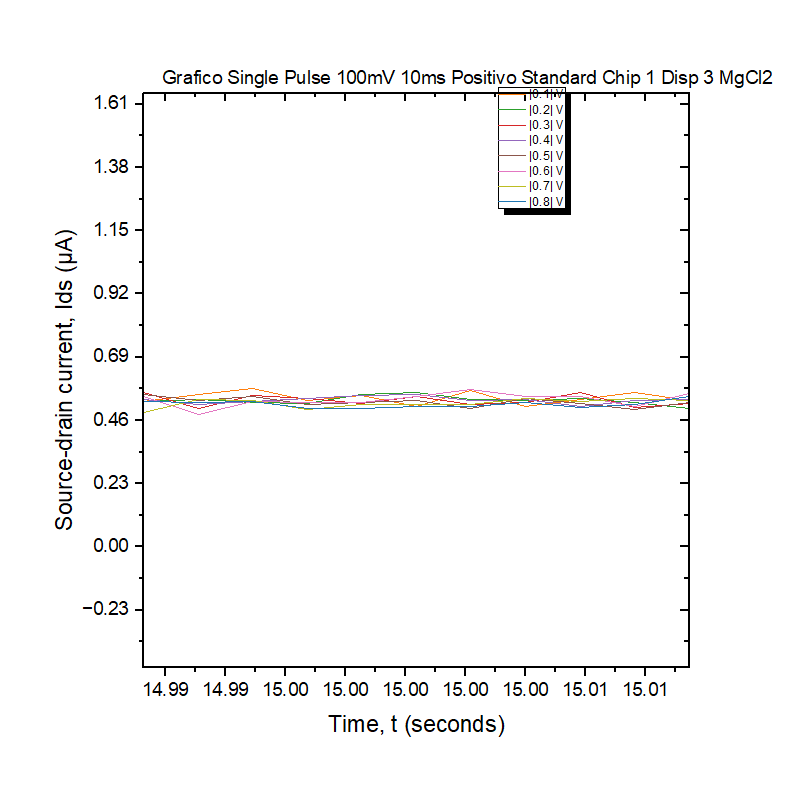 Grafico Single Pulse 100mV 10ms Positivo Standard Chip 1 Disp 3 MgCl2
|0.1| V
|0.2| V
|0.3| V
|0.4| V
|0.5| V
|0.6| V
|0.7| V
|0.8| V
1.61
1.38
1.15
0.92
0.69
0.46
0.23
0.00
−0.23
Source-drain current, Ids (µA)
14.99 14.99 15.00 15.00 15.00 15.00 15.00 15.01 15.01
Time, t (seconds)